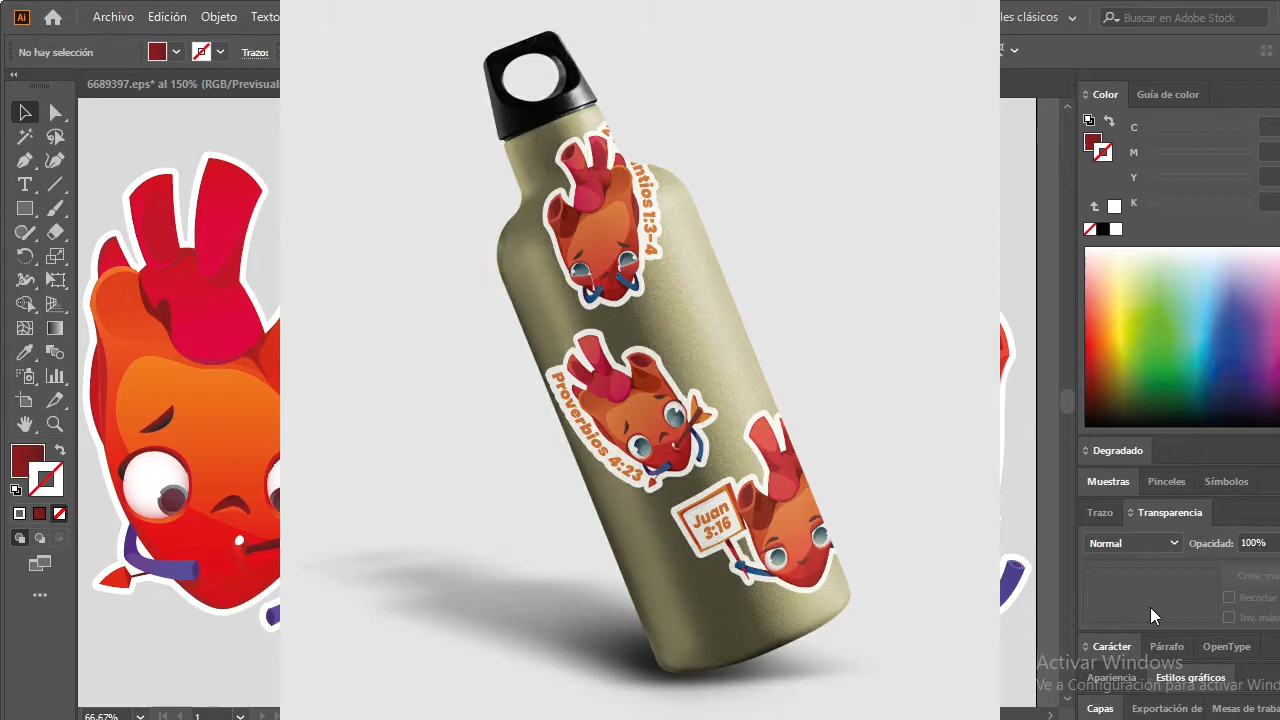 Ai
Archivo
Edición
Objeto
Texto
les clásicos
Buscar en Adobe Stock
No hay selección
Trazo:
6689397.eps* al 150% (RGB/Previsual
Color
Guía de color
C
M
Y
K
ntios 1:3-4
Proverbios 4:23
Juan
3:16
Degradado
Muestras
Pinceles
Símbolos
Trazo
Transparencia
Normal
Opacidad:
100%
Crear má
Recortar
Inv. más
Carácter
Párrafo
OpenType
Activar Windows
Apariencia
Estilos gráficos
Ve a Configuración para activar Wind
Capas
Exportación de
Mesas de traba
66.67%
1